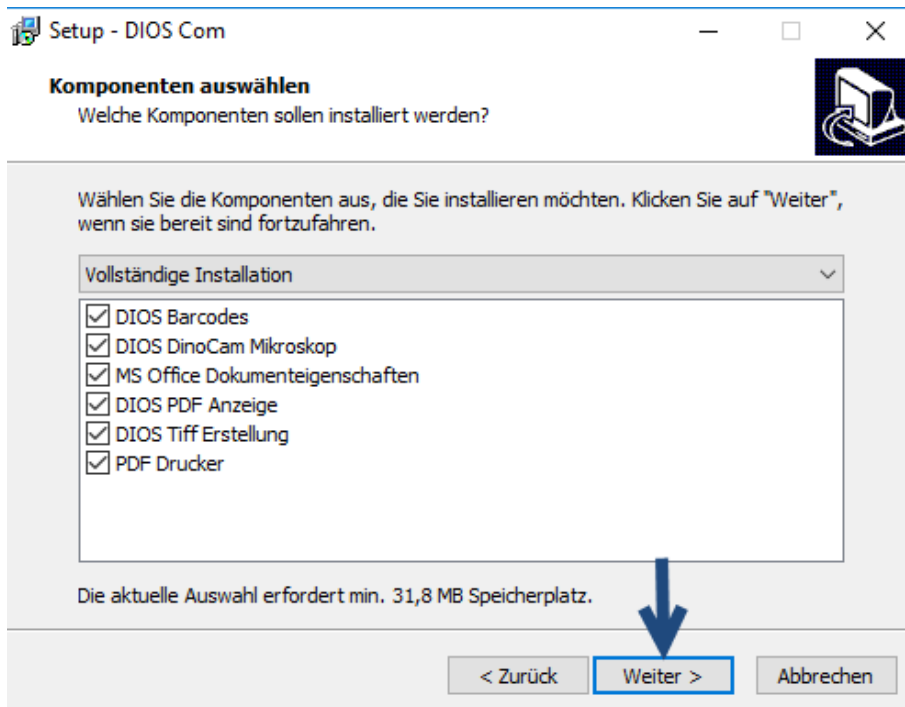 Setup - DIOS Com
Komponenten auswählen
Welche Komponenten sollen installiert werden?
Wählen Sie die Komponenten aus, die Sie installieren möchten. Klicken Sie auf "Weiter",
wenn sie bereit sind fortzufahren.
Vollständige Installation
DIOS Barcodes
DIOS DinoCam Mikroskop
MS Office Dokumenteigenschaften
DIOS PDF Anzeige
DIOS Tiff Erstellung
PDF Drucker
Die aktuelle Auswahl erfordert min. 31,8 MB Speicherplatz.
< Zurück Weiter > Abbrechen